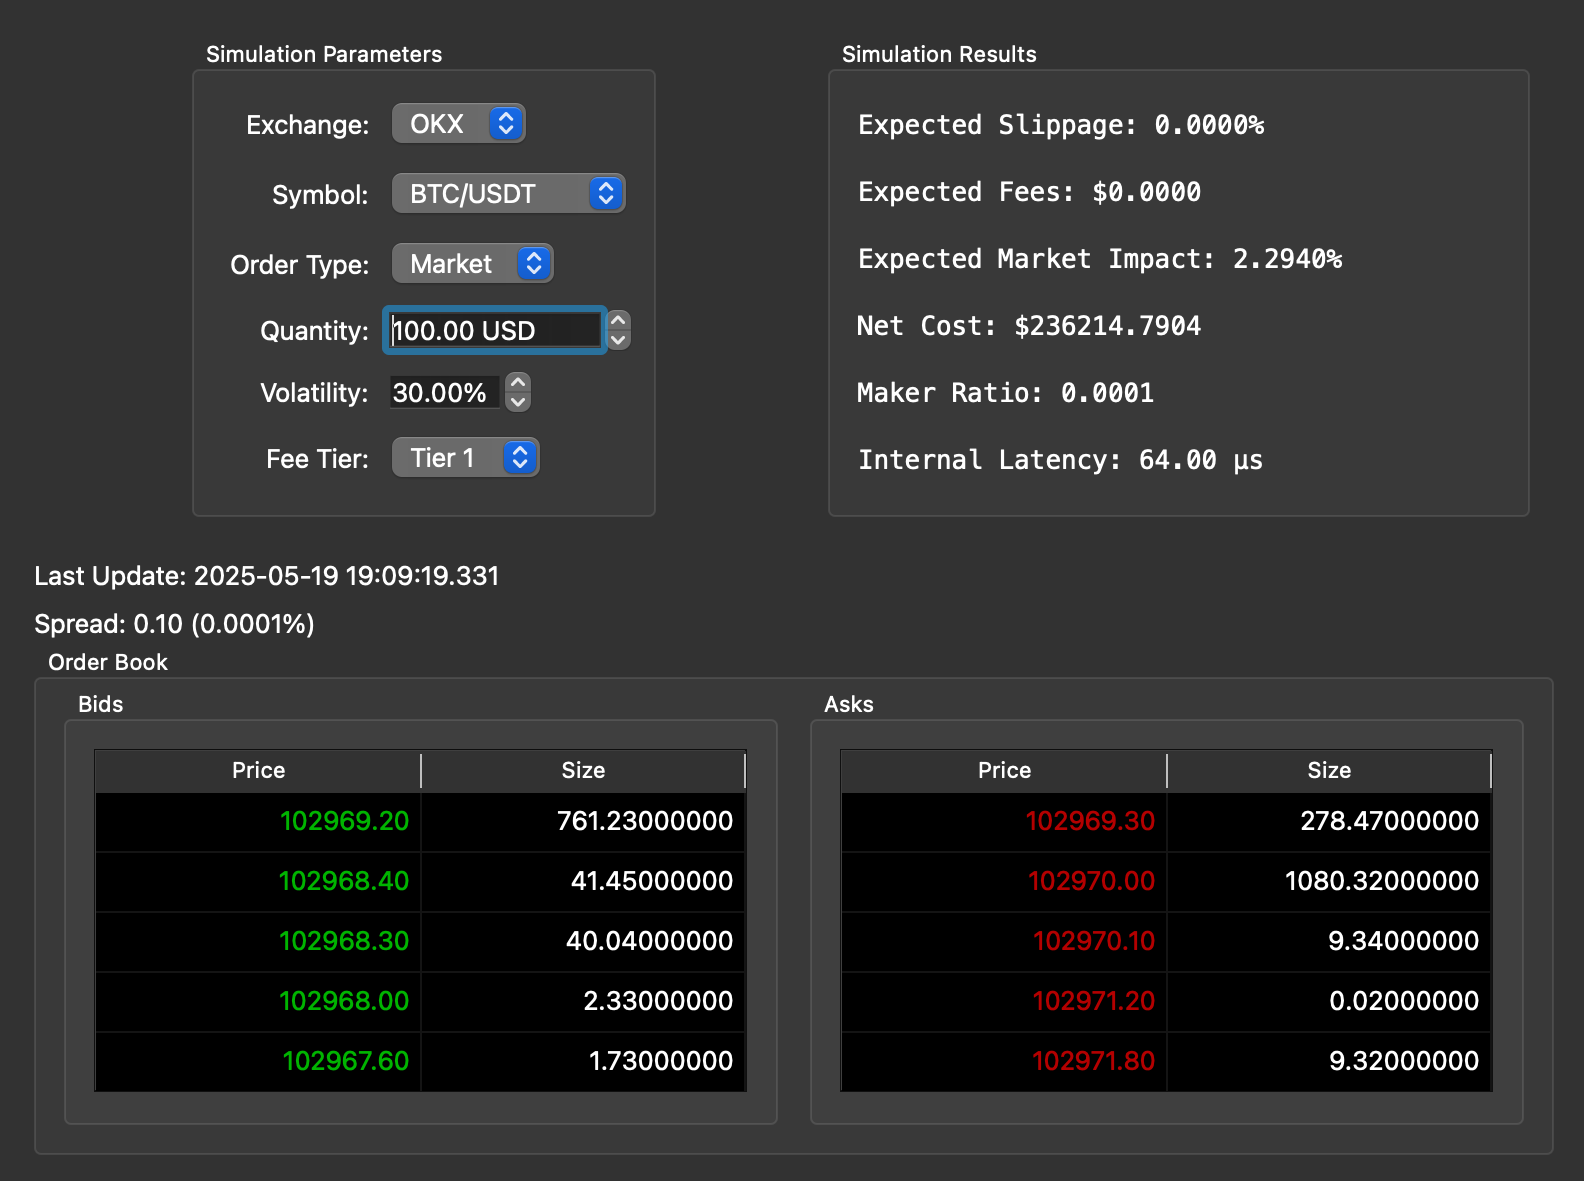 Simulation Parameters
Exchange: OKX
Symbol: BTC/USDT
Order Type: Market
Quantity: 100.00 USD
Volatility: 30.00%
Fee Tier: Tier 1
Simulation Results
Expected Slippage: 0.0000%
Expected Fees: $0.0000
Expected Market Impact: 2.2940%
Net Cost: $236214.7904
Maker Ratio: 0.0001
Internal Latency: 64.00 µs
Last Update: 2025-05-19 19:09:19.331
Spread: 0.10 (0.0001%)
Order Book
Bids
Price Size
102969.20 761.23000000
102968.40 41.45000000
102968.30 40.04000000
102968.00 2.33000000
102967.60 1.73000000
Asks
Price Size
102969.30 278.47000000
102970.00 1080.32000000
102970.10 9.34000000
102971.20 0.02000000
102971.80 9.32000000